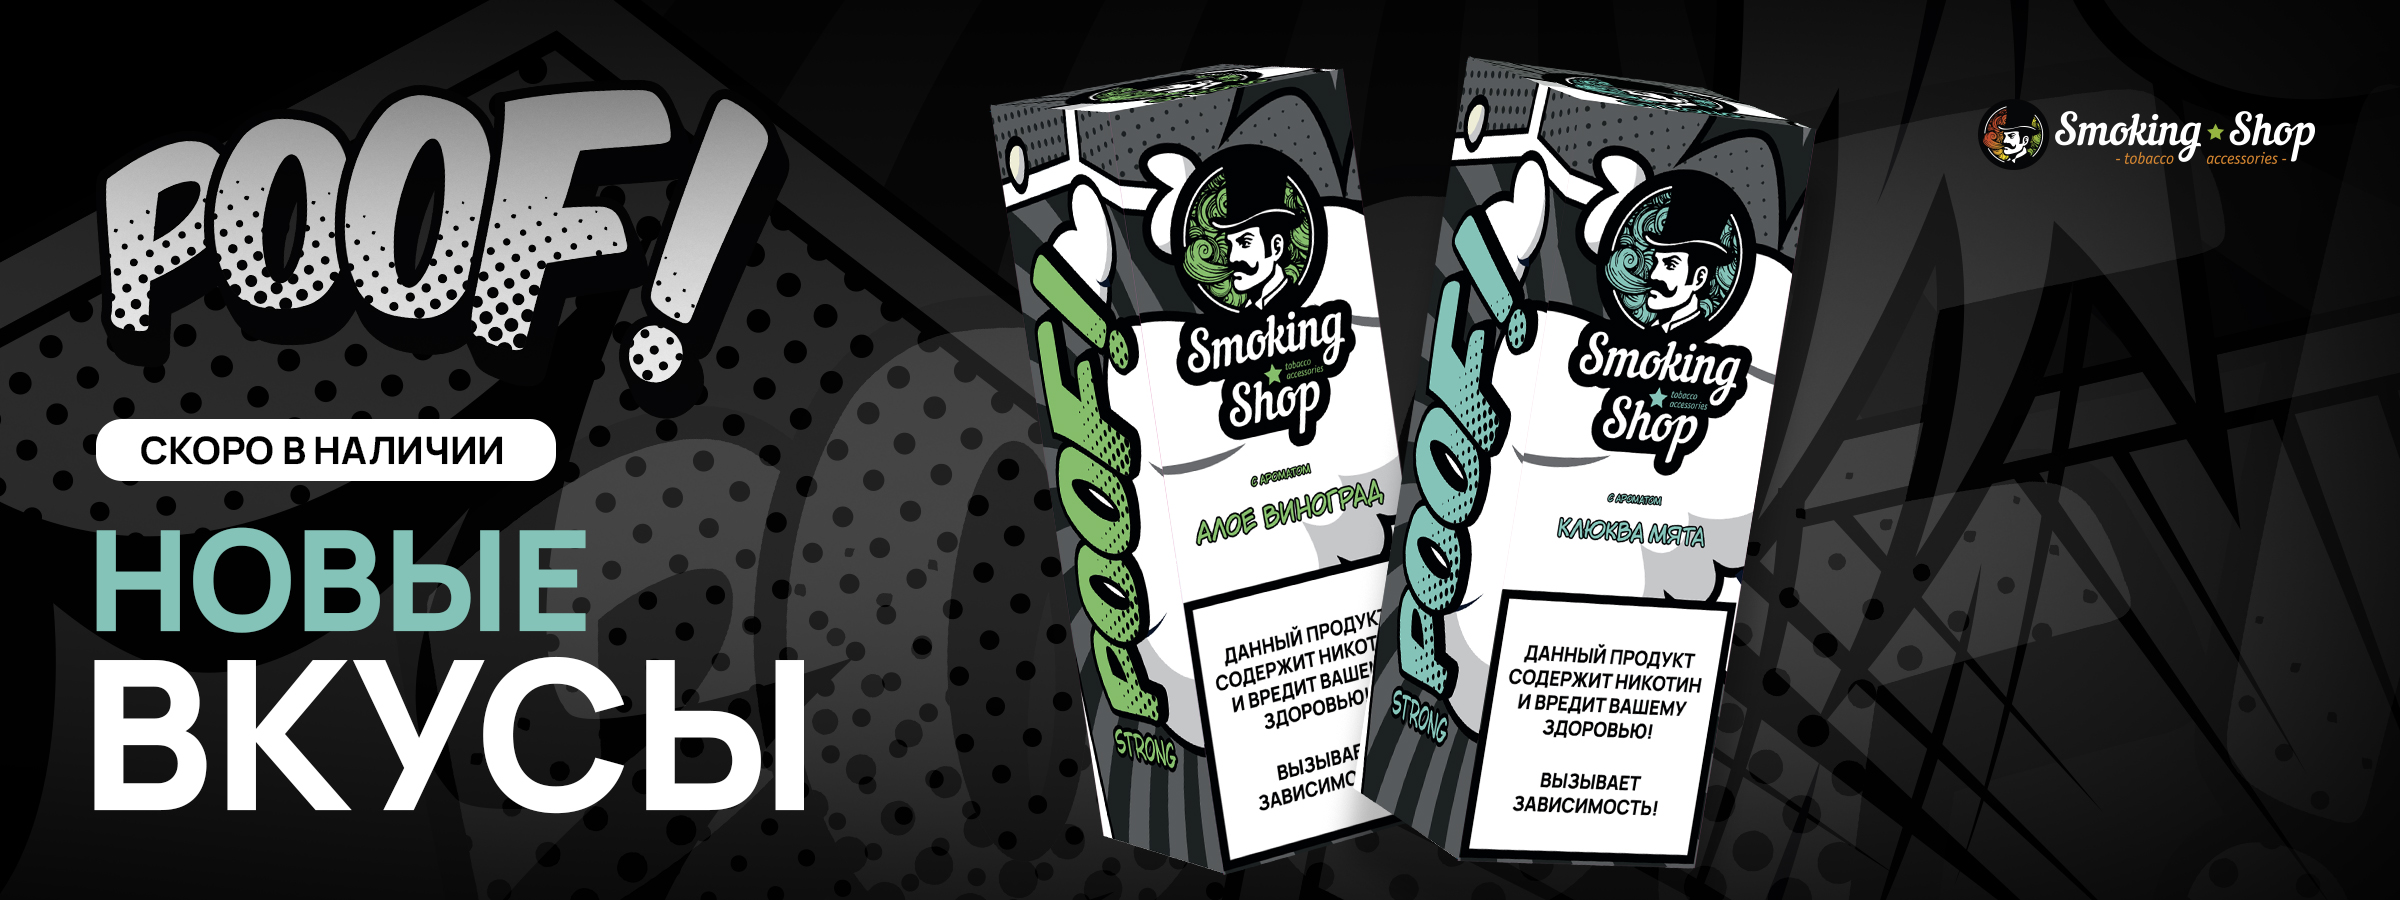 POOF!
СКОРО В НАЛИЧИИ
НОВЫЕ
ВКУСЫ
POOF!
STRONG
Smoking
tobacco
accessories
Shop
С АРОМАТОМ
АЛОЕ ВИНОГРАД
ДАННЫЙ ПРОДУКТ
СОДЕРЖИТ НИКОТ
И ВРЕДИТ ВАШЕ
ЗДОРОВЬЮ!
ВЫЗЫВАЕ
ЗАВИСИМО
POOF!
STRONG
Smoking
tobacco
accessories
Shop
С АРОМАТОМ
КЛЮКВА МЯТА
ДАННЫЙ ПРОДУКТ
СОДЕРЖИТ НИКОТИН
И ВРЕДИТ ВАШЕМУ
ЗДОРОВЬЮ!
ВЫЗЫВАЕТ
ЗАВИСИМОСТЬ!
Smoking Shop
- tobacco accessories -